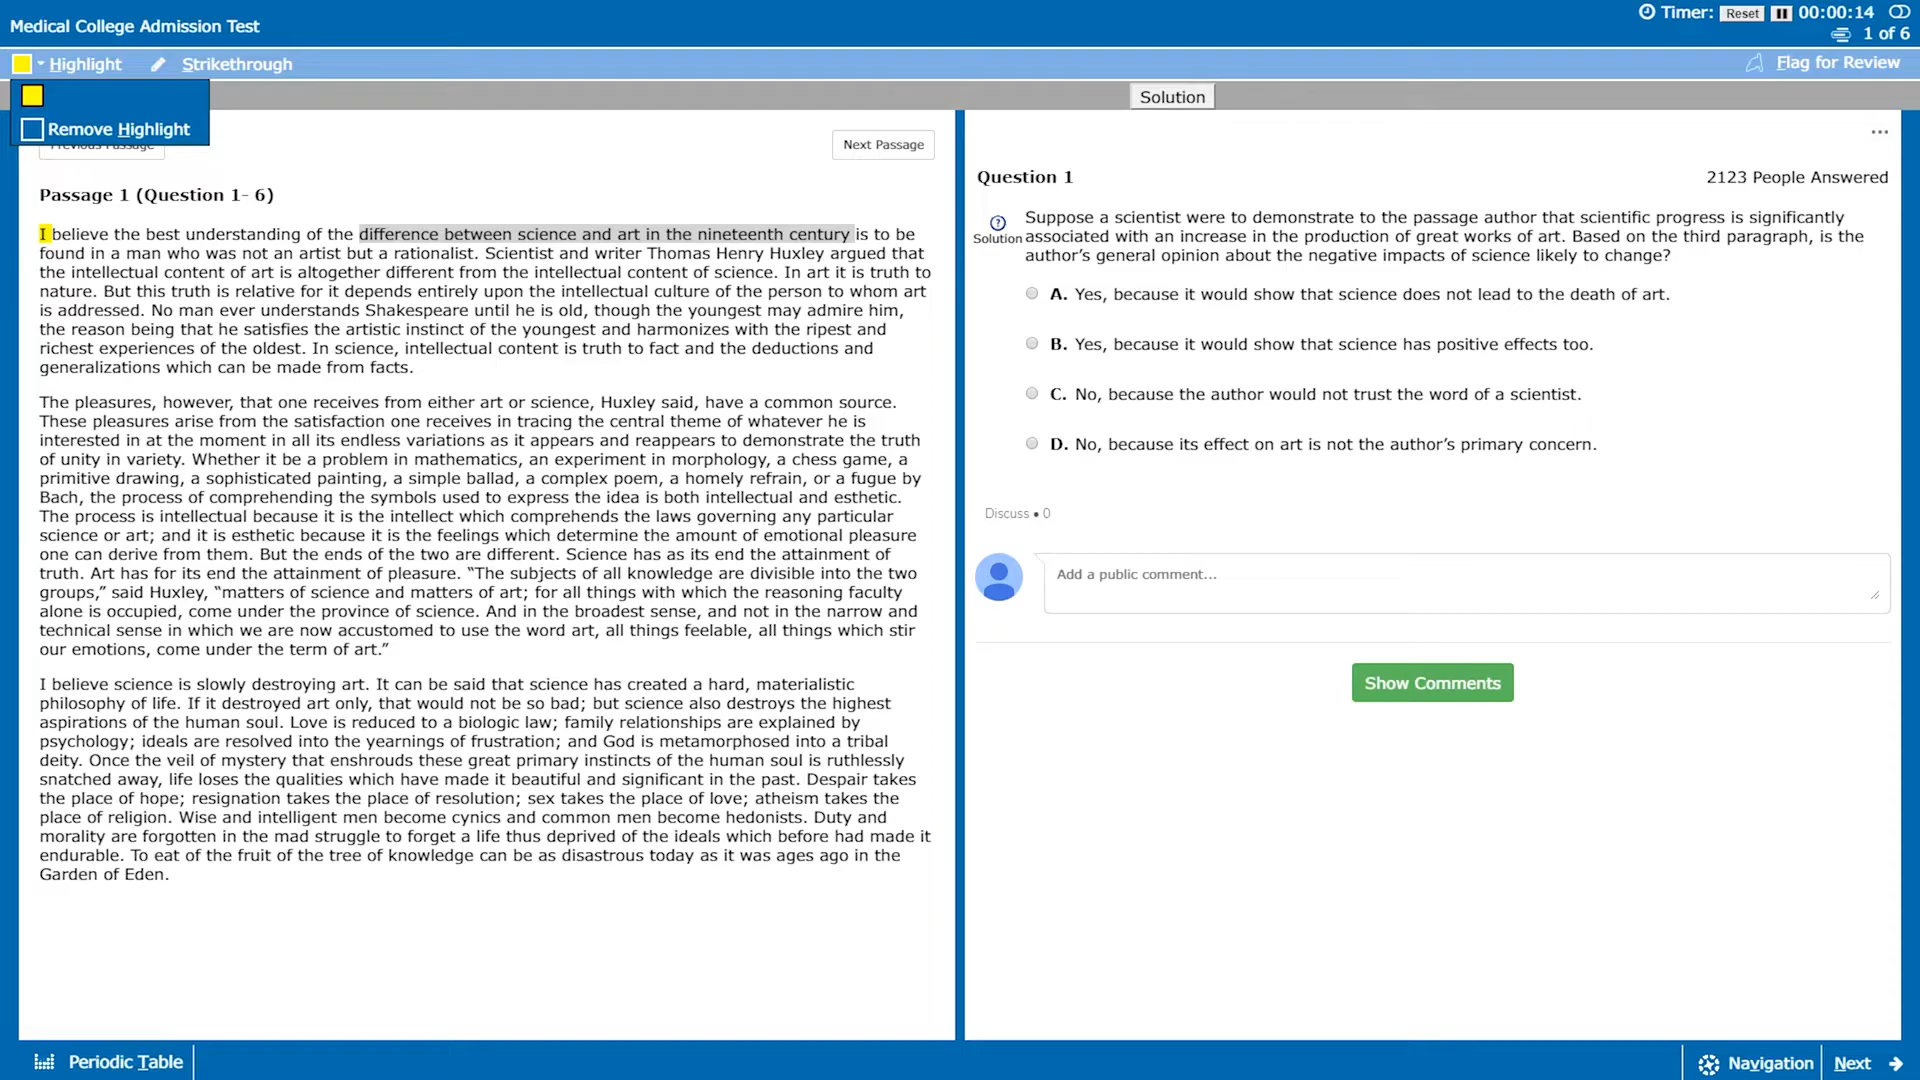 Medical College Admission Test
Timer: Reset 00:00:14
1 of 6
Highlight Strikethrough
Flag for Review
Remove Highlight
Solution
Previous Passage
Next Passage
Passage 1 (Question 1- 6)
I believe the best understanding of the difference between science and art in the nineteenth century is to be
found in a man who was not an artist but a rationalist. Scientist and writer Thomas Henry Huxley argued that
the intellectual content of art is altogether different from the intellectual content of science. In art it is truth to
nature. But this truth is relative for it depends entirely upon the intellectual culture of the person to whom art
is addressed. No man ever understands Shakespeare until he is old, though the youngest may admire him,
the reason being that he satisfies the artistic instinct of the youngest and harmonizes with the ripest and
richest experiences of the oldest. In science, intellectual content is truth to fact and the deductions and
generalizations which can be made from facts.
The pleasures, however, that one receives from either art or science, Huxley said, have a common source.
These pleasures arise from the satisfaction one receives in tracing the central theme of whatever he is
interested in at the moment in all its endless variations as it appears and reappears to demonstrate the truth
of unity in variety. Whether it be a problem in mathematics, an experiment in morphology, a chess game, a
primitive drawing, a sophisticated painting, a simple ballad, a complex poem, a homely refrain, or a fugue by
Bach, the process of comprehending the symbols used to express the idea is both intellectual and esthetic.
The process is intellectual because it is the intellect which comprehends the laws governing any particular
science or art; and it is esthetic because it is the feelings which determine the amount of emotional pleasure
one can derive from them. But the ends of the two are different. Science has as its end the attainment of
truth. Art has for its end the attainment of pleasure. “The subjects of all knowledge are divisible into the two
groups,” said Huxley, “matters of science and matters of art; for all things with which the reasoning faculty
alone is occupied, come under the province of science. And in the broadest sense, and not in the narrow and
technical sense in which we are now accustomed to use the word art, all things feelable, all things which stir
our emotions, come under the term of art.”
I believe science is slowly destroying art. It can be said that science has created a hard, materialistic
philosophy of life. If it destroyed art only, that would not be so bad; but science also destroys the highest
aspirations of the human soul. Love is reduced to a biologic law; family relationships are explained by
psychology; ideals are resolved into the yearnings of frustration; and God is metamorphosed into a tribal
deity. Once the veil of mystery that enshrouds these great primary instincts of the human soul is ruthlessly
snatched away, life loses the qualities which have made it beautiful and significant in the past. Despair takes
the place of hope; resignation takes the place of resolution; sex takes the place of love; atheism takes the
place of religion. Wise and intelligent men become cynics and common men become hedonists. Duty and
morality are forgotten in the mad struggle to forget a life thus deprived of the ideals which before had made it
endurable. To eat of the fruit of the tree of knowledge can be as disastrous today as it was ages ago in the
Garden of Eden.
Question 1
2123 People Answered
Solution
Suppose a scientist were to demonstrate to the passage author that scientific progress is significantly
associated with an increase in the production of great works of art. Based on the third paragraph, is the
author’s general opinion about the negative impacts of science likely to change?
A. Yes, because it would show that science does not lead to the death of art.
B. Yes, because it would show that science has positive effects too.
C. No, because the author would not trust the word of a scientist.
D. No, because its effect on art is not the author’s primary concern.
Discuss • 0
Add a public comment...
Show Comments
Periodic Table
Navigation
Next